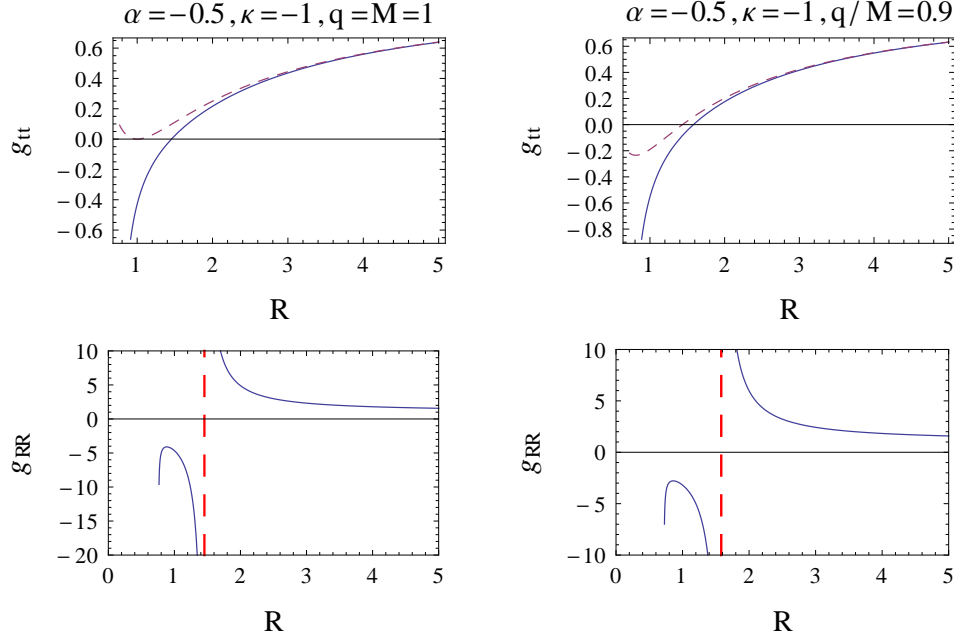 α = −0.5, κ = −1, q = M = 1
0.6
0.4
0.2
0.0
−0.2
−0.4
−0.6
g_tt
1 2 3 4 5
R
α = −0.5, κ = −1, q / M = 0.9
0.6
0.4
0.2
0.0
−0.2
−0.4
−0.6
−0.8
g_tt
1 2 3 4 5
R
10
5
0
−5
−10
−15
−20
g_RR
0 1 2 3 4 5
R
10
5
0
−5
−10
g_RR
0 1 2 3 4 5
R